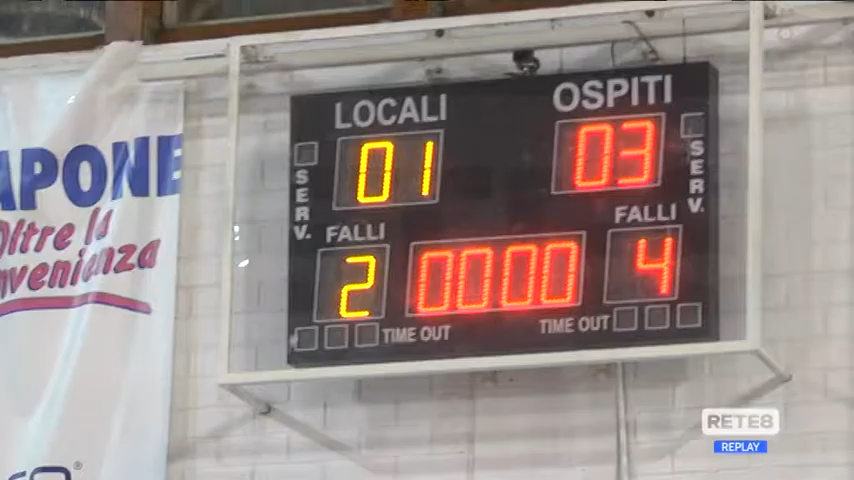 LOCALI
OSPITI
01
03
SERV.
SERV.
FALLI
FALLI
2
0000
4
TIME OUT
TIME OUT
APONE
Oltre la
nvenienza
RETE8
REPLAY